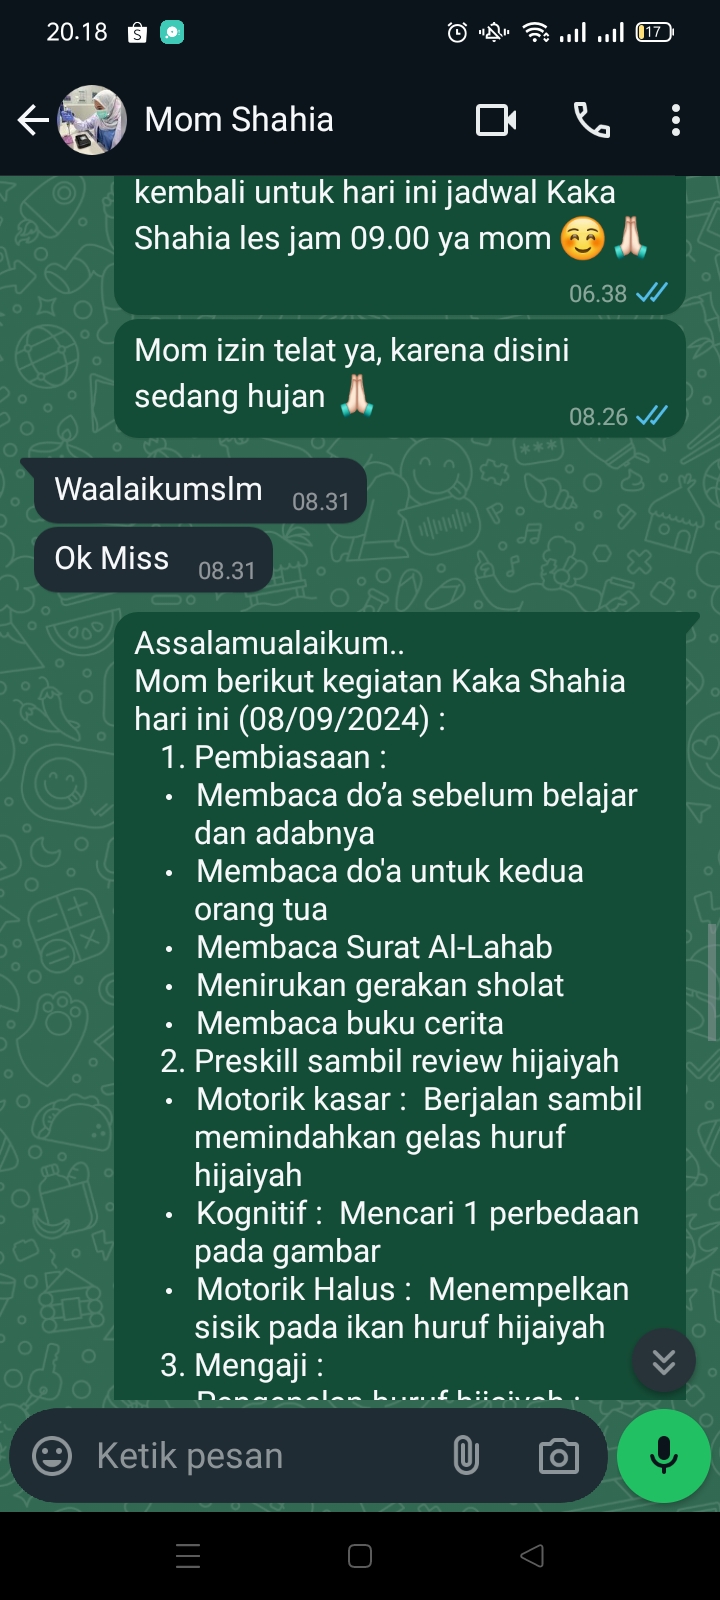 20.18
17
Mom Shahia
kembali untuk hari ini jadwal Kaka
Shahia les jam 09.00 ya mom ☺️🙏🏻
06.38
Mom izin telat ya, karena disini
sedang hujan 🙏🏻
08.26
Waalaikumslm 08.31
Ok Miss 08.31
Assalamualaikum..
Mom berikut kegiatan Kaka Shahia
hari ini (08/09/2024) :
1. Pembiasaan :
• Membaca do’a sebelum belajar
dan adabnya
• Membaca do'a untuk kedua
orang tua
• Membaca Surat Al-Lahab
• Menirukan gerakan sholat
• Membaca buku cerita
2. Preskill sambil review hijaiyah
• Motorik kasar : Berjalan sambil
memindahkan gelas huruf
hijaiyah
• Kognitif : Mencari 1 perbedaan
pada gambar
• Motorik Halus : Menempelkan
sisik pada ikan huruf hijaiyah
3. Mengaji :
Pengenalan huruf hijaiyah :
Ketik pesan